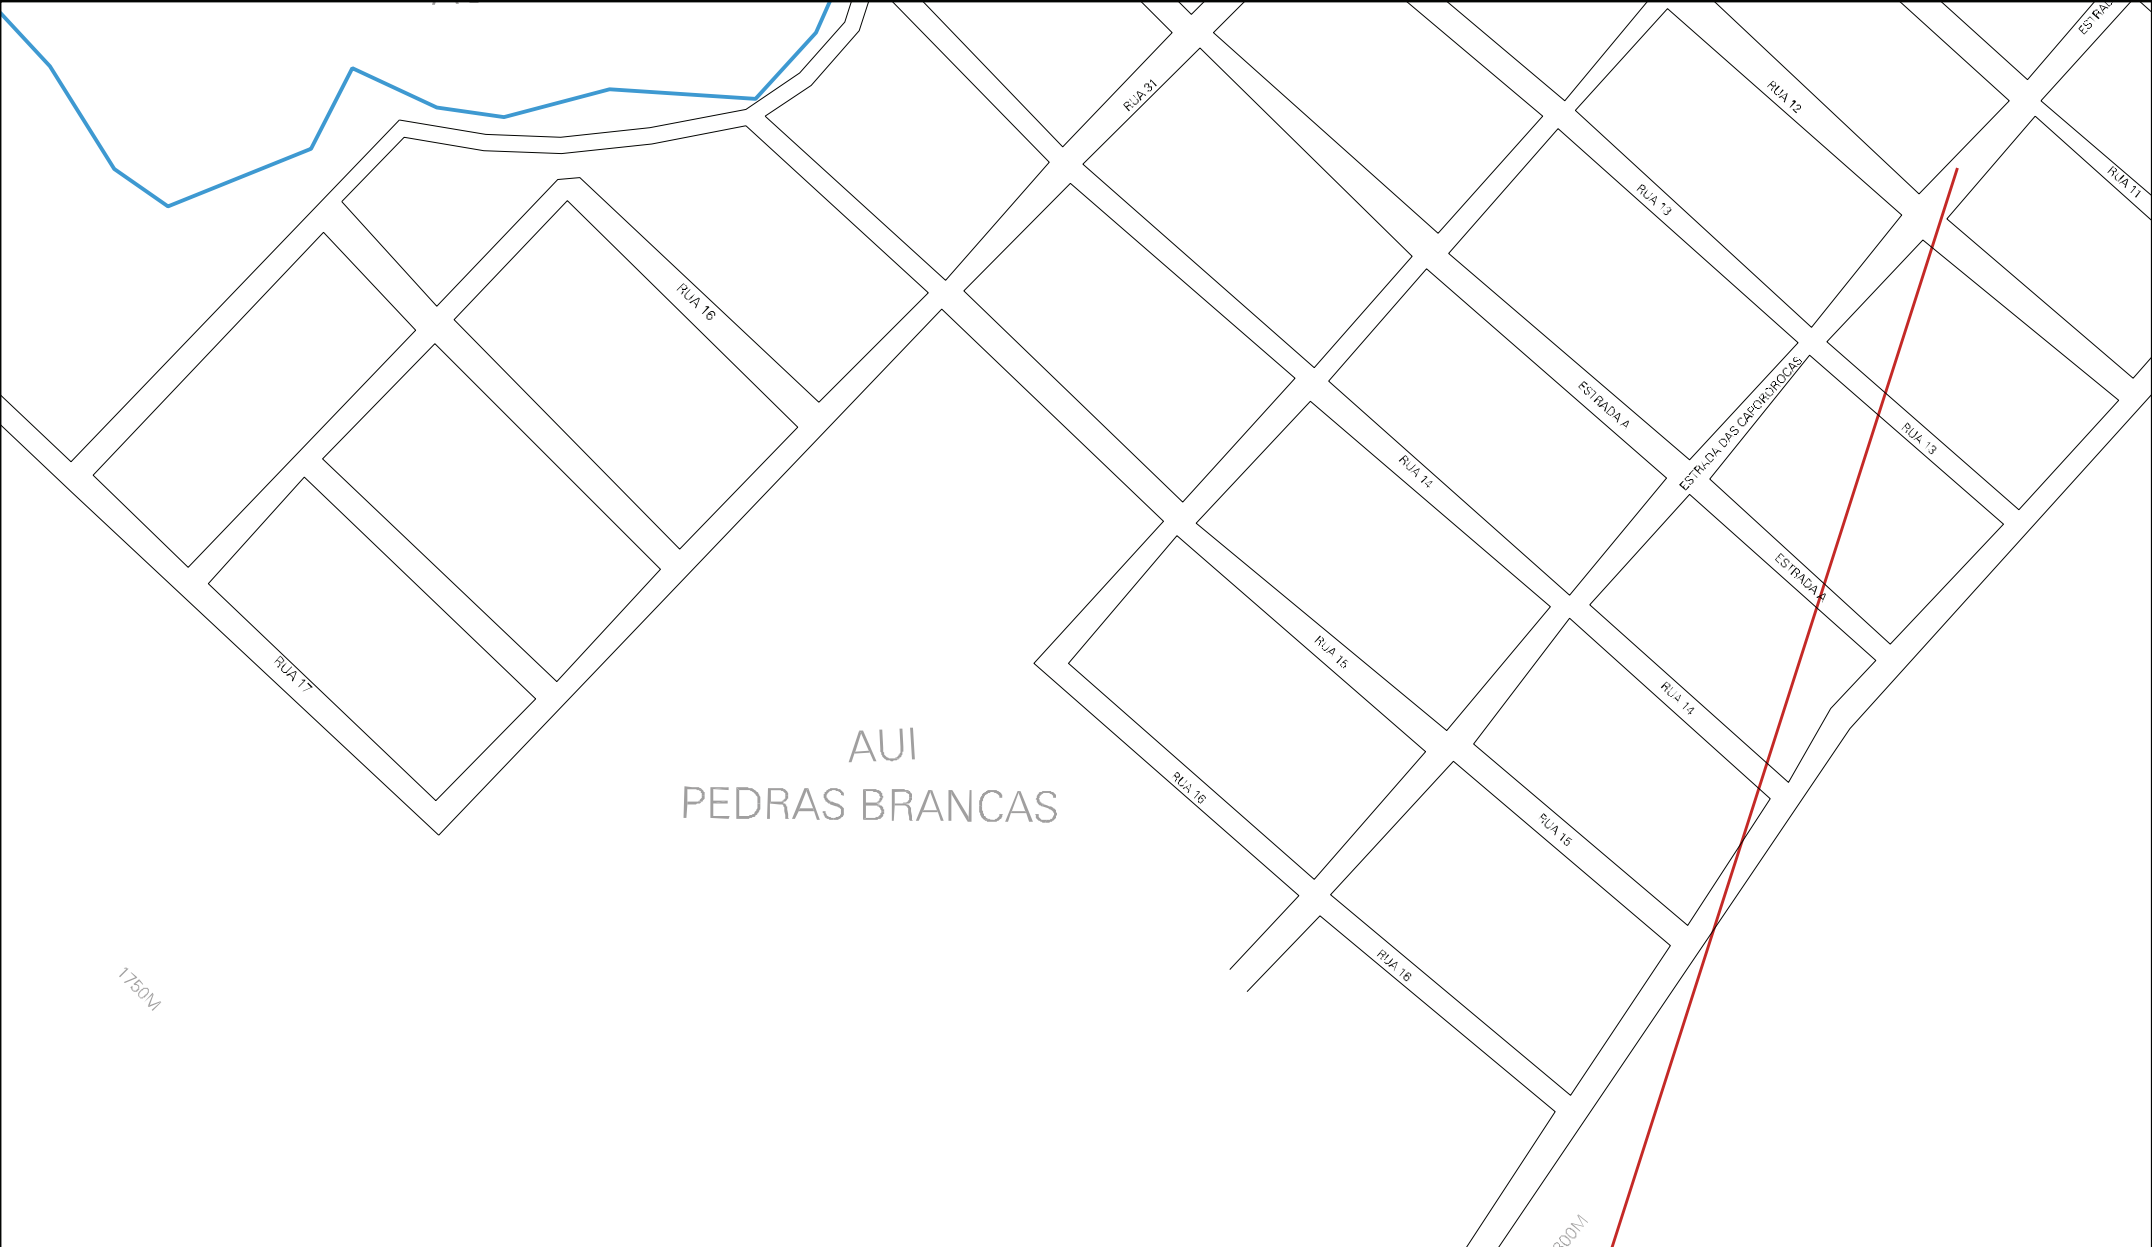 RUA 31
RUA 12
RUA 11
RUA 13
RUA 16
ESTRADA A
ESTRADA DAS CAPOROROCAS
RUA 13
RUA 14
ESTRADA A
RUA 15
RUA 14
RUA 17
AUI
PEDRAS BRANCAS
RUA 16
RUA 15
RUA 16
1750M